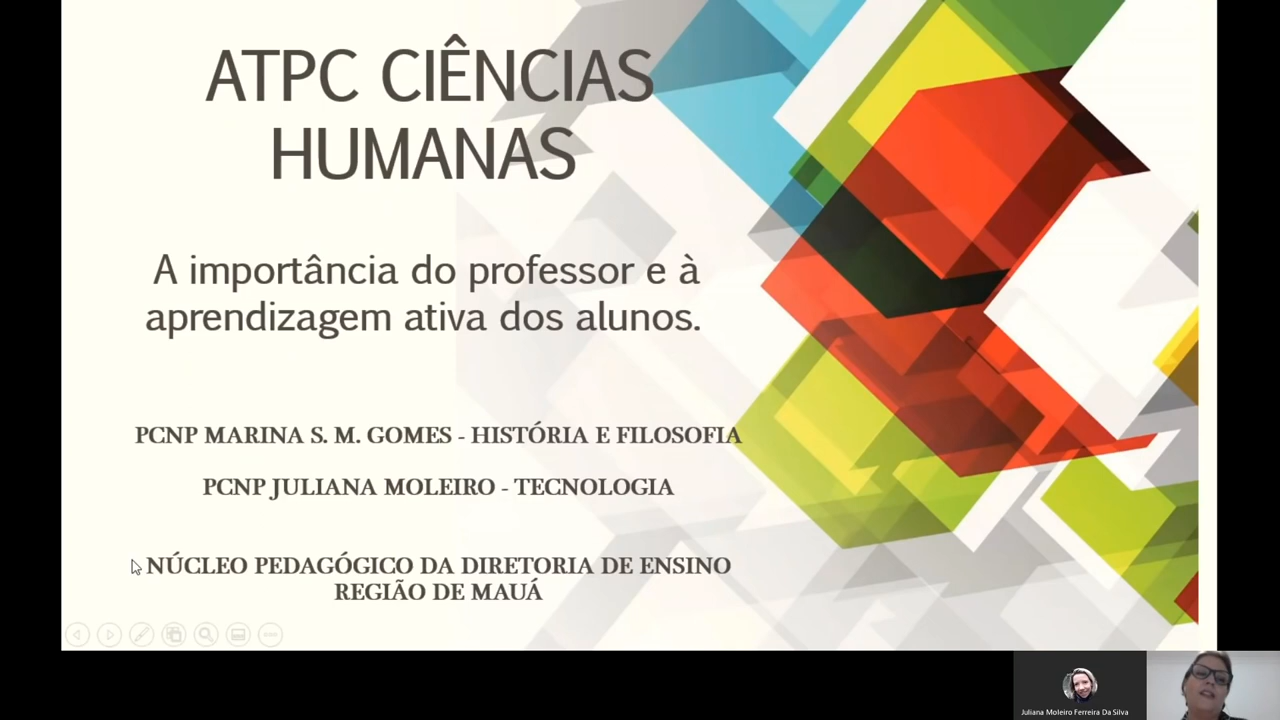 ATPC CIÊNCIAS
HUMANAS
A importância do professor e à
aprendizagem ativa dos alunos.
PCNP MARINA S. M. GOMES - HISTÓRIA E FILOSOFIA
PCNP JULIANA MOLEIRO - TECNOLOGIA
NÚCLEO PEDAGÓGICO DA DIRETORIA DE ENSINO
REGIÃO DE MAUÁ
Juliana Moleiro Ferreira Da Silva